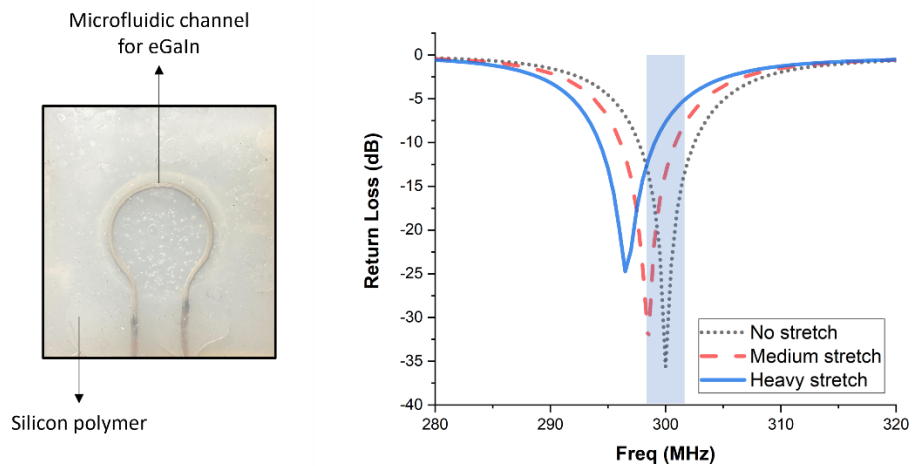 Microfluidic channel
for eGaIn
Silicon polymer
Return Loss (dB)
0
-5
-10
-15
-20
-25
-30
-35
-40
No stretch
Medium stretch
Heavy stretch
280
290
300
310
320
Freq (MHz)